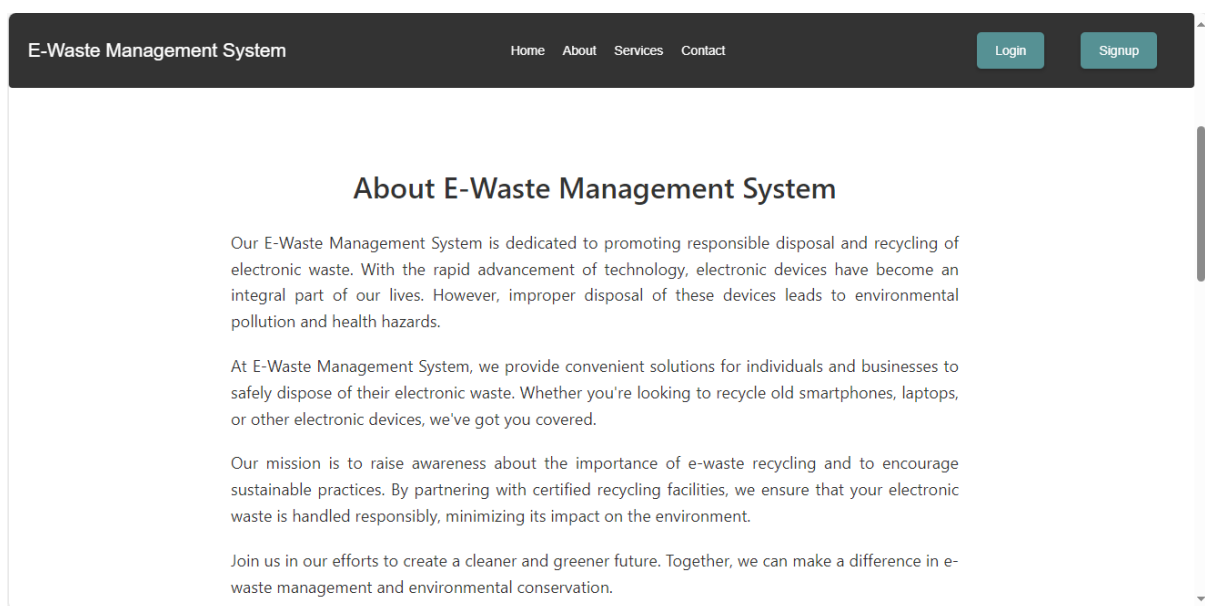 E-Waste Management System
Home About Services Contact
Login
Signup
About E-Waste Management System
Our E-Waste Management System is dedicated to promoting responsible disposal and recycling of
electronic waste. With the rapid advancement of technology, electronic devices have become an
integral part of our lives. However, improper disposal of these devices leads to environmental
pollution and health hazards.
At E-Waste Management System, we provide convenient solutions for individuals and businesses to
safely dispose of their electronic waste. Whether you're looking to recycle old smartphones, laptops,
or other electronic devices, we've got you covered.
Our mission is to raise awareness about the importance of e-waste recycling and to encourage
sustainable practices. By partnering with certified recycling facilities, we ensure that your electronic
waste is handled responsibly, minimizing its impact on the environment.
Join us in our efforts to create a cleaner and greener future. Together, we can make a difference in e-
waste management and environmental conservation.